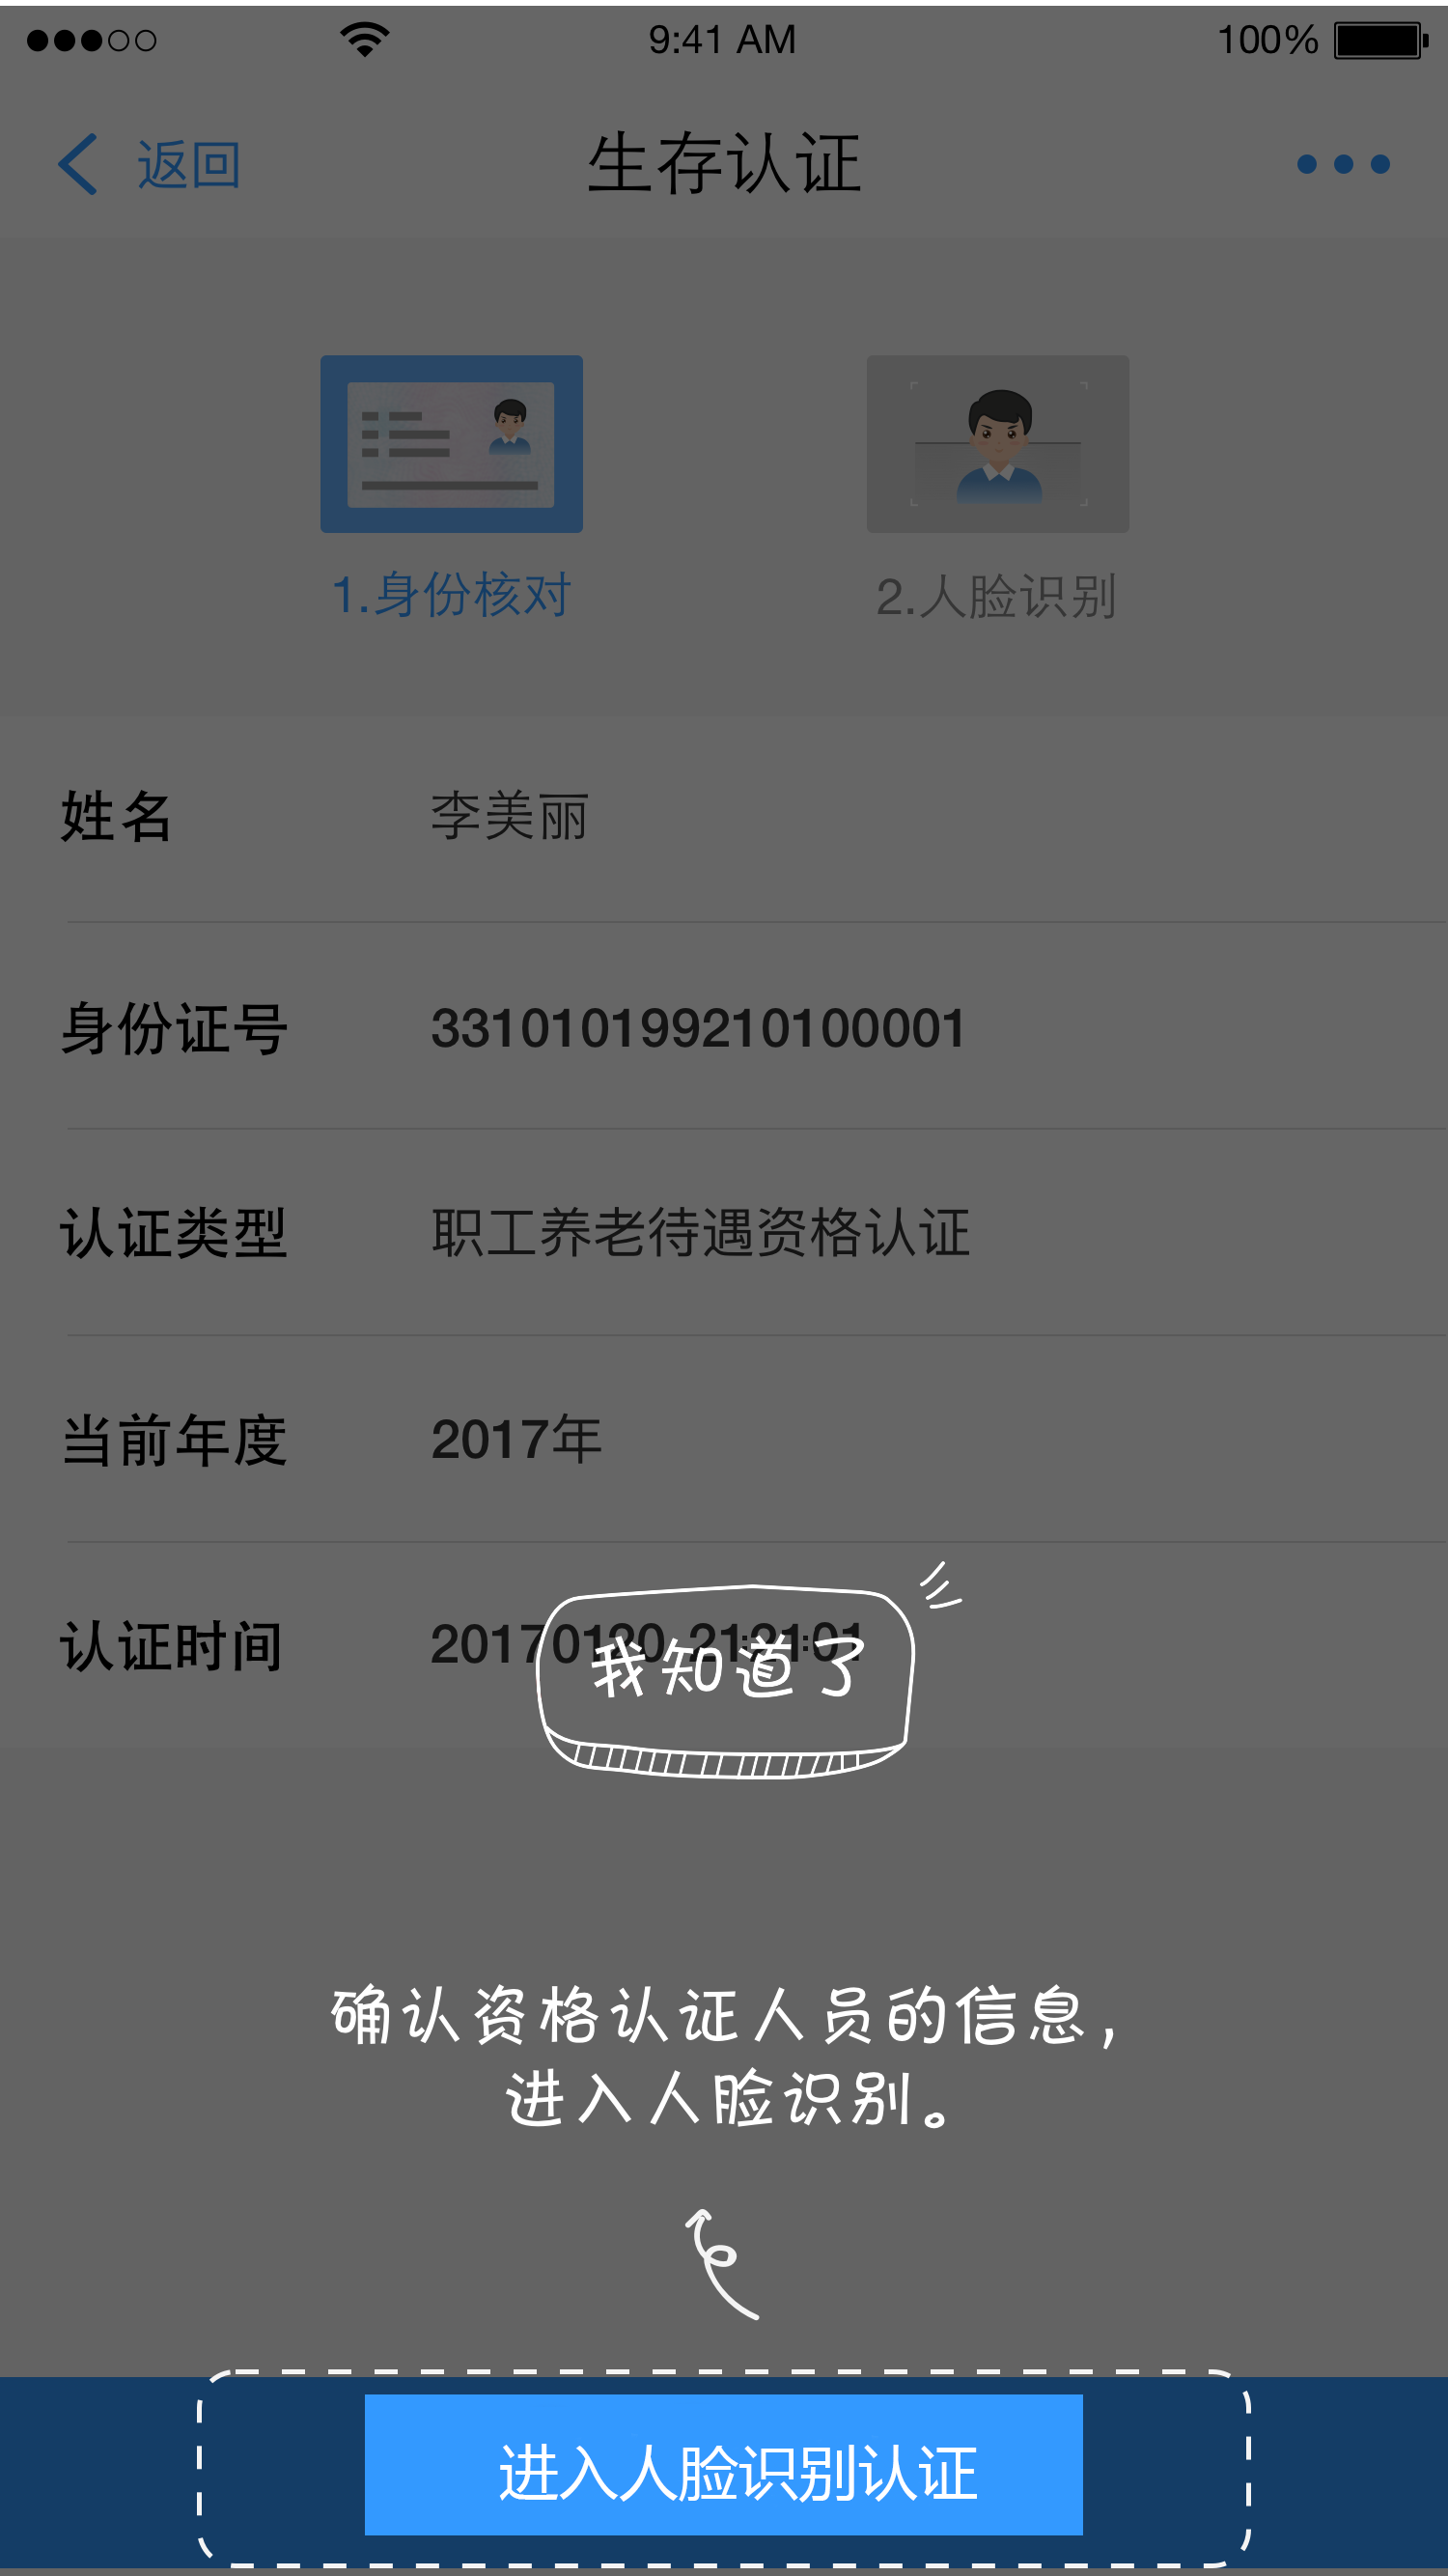 9:41 AM 100%
返回 生存认证
1.身份核对 2.人脸识别
姓名 李美丽
身份证号 331010199210100001
认证类型 职工养老待遇资格认证
当前年度 2017年
认证时间 20170120 21:21:01
我知道了
确认资格认证人员的信息,
进入人脸识别。
进入人脸识别认证